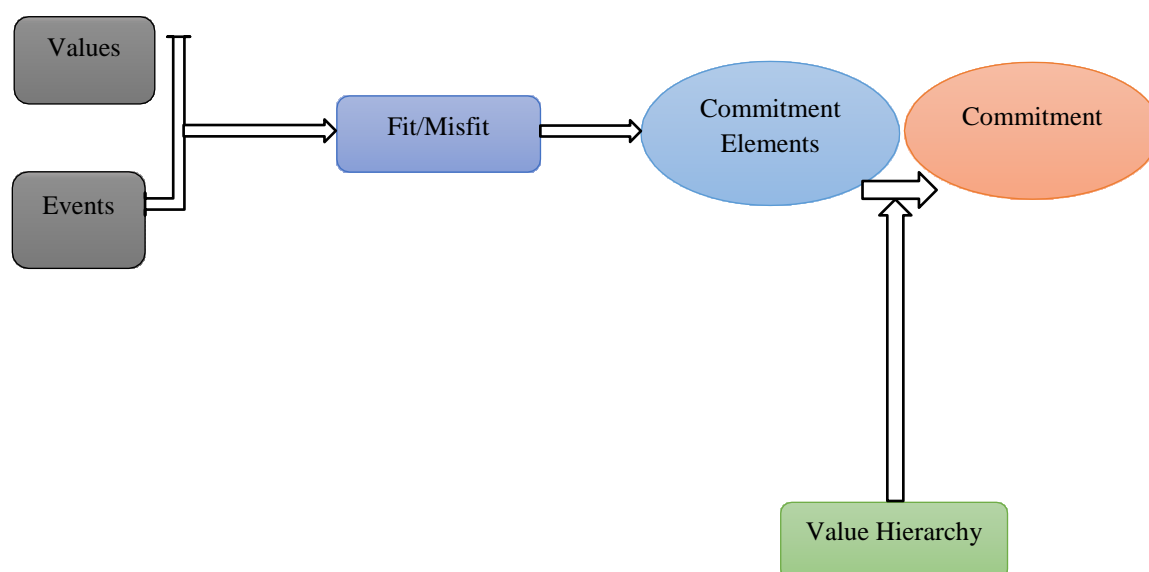 Values
Events
Fit/Misfit
Commitment
Elements
Commitment
Value Hierarchy